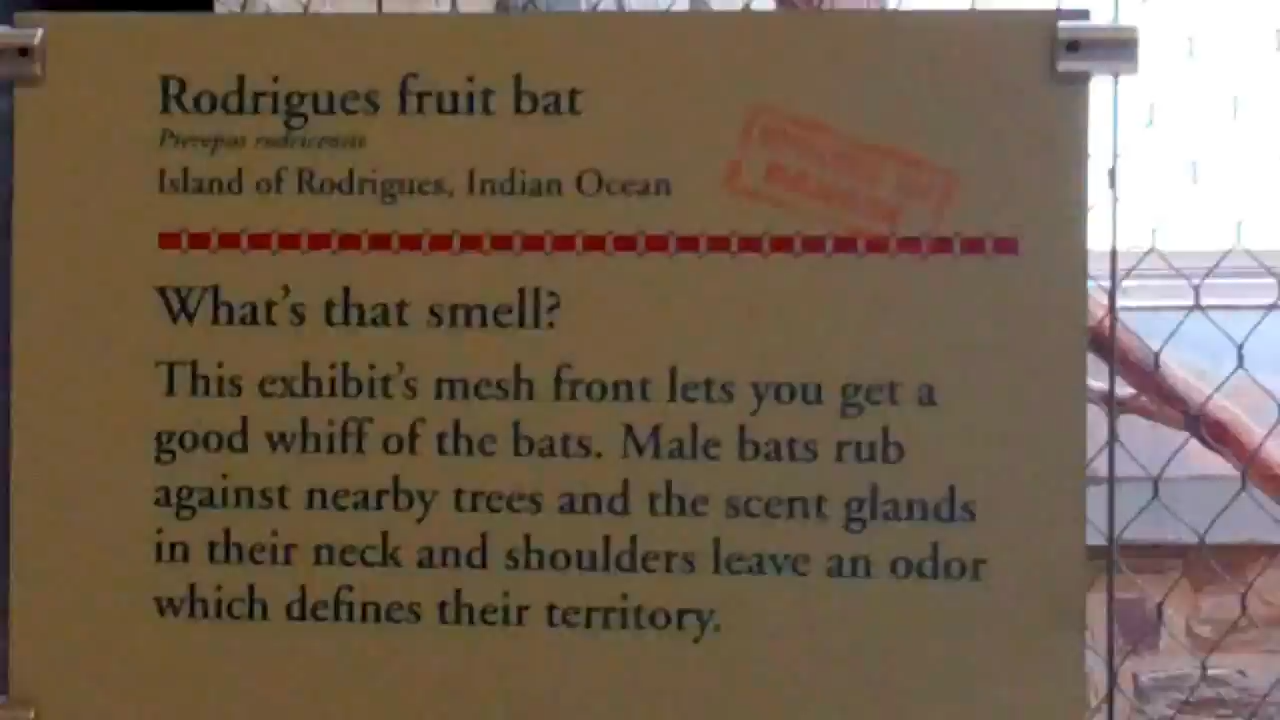 Rodrigues fruit bat
Pteropus rodricensis
Island of Rodrigues, Indian Ocean
What's that smell?
This exhibit's mesh front lets you get a
good whiff of the bats. Male bats rub
against nearby trees and the scent glands
in their neck and shoulders leave an odor
which defines their territory.